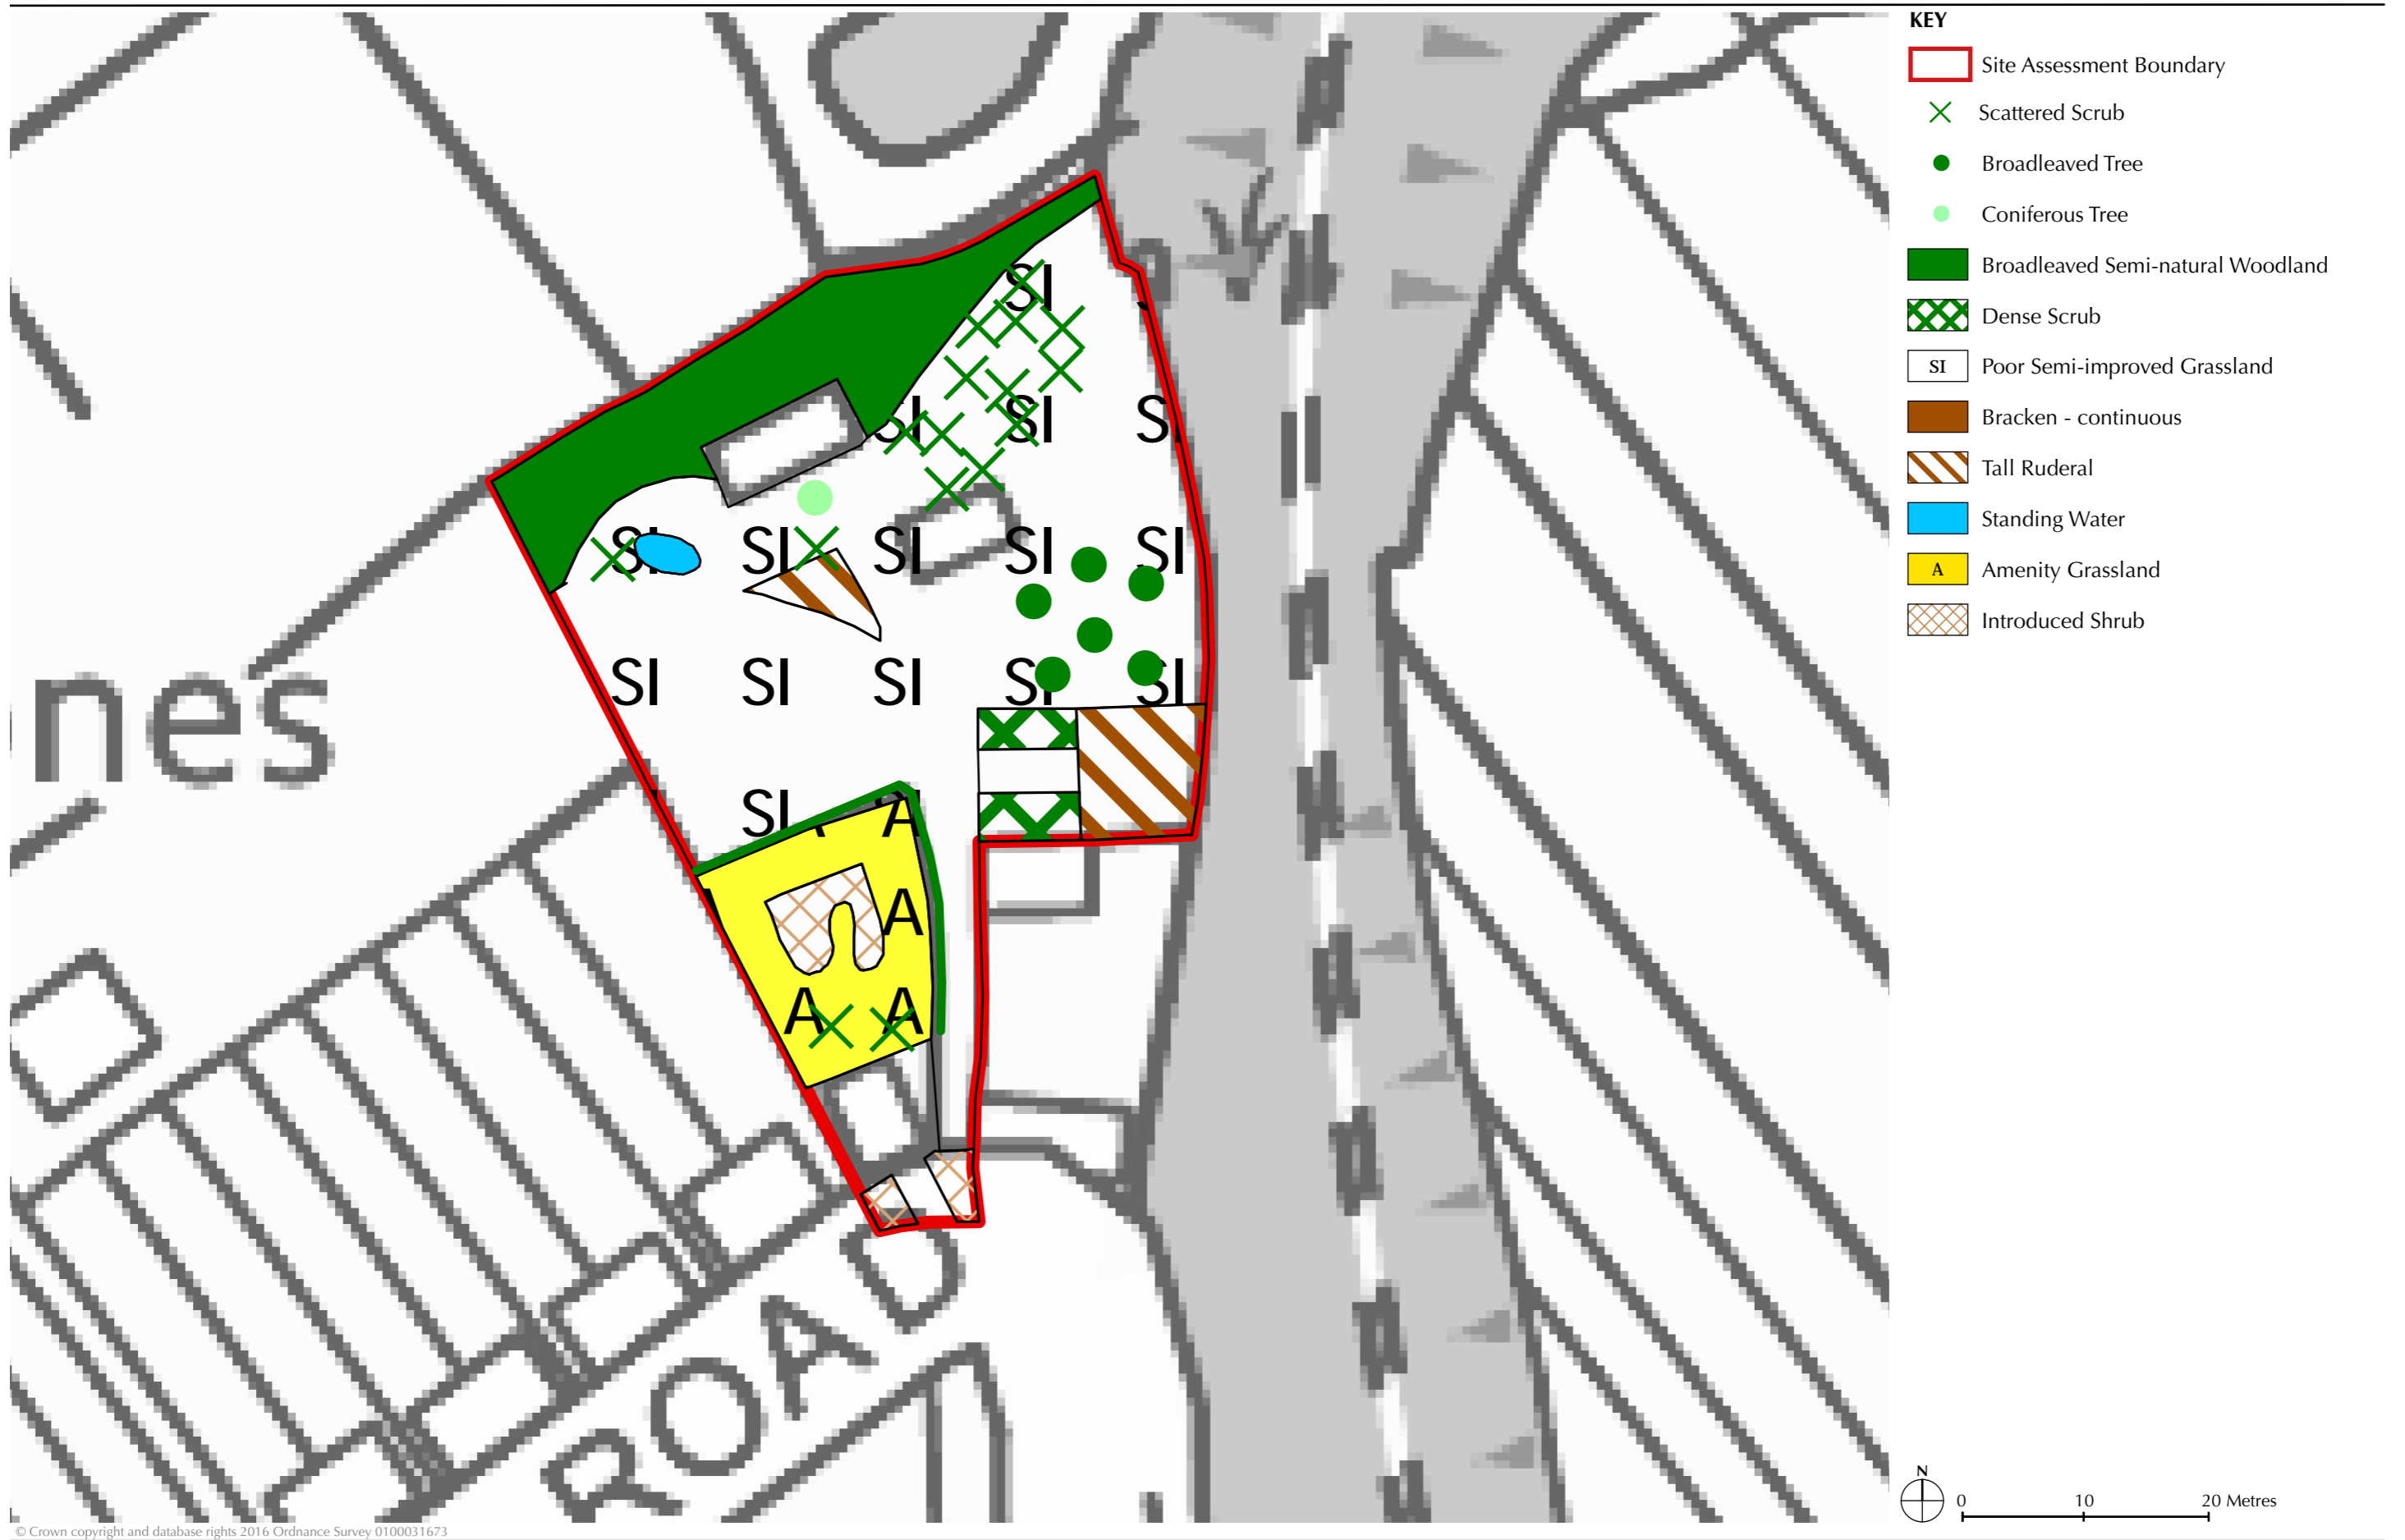 KEY
Site Assessment Boundary
Scattered Scrub
Broadleaved Tree
Coniferous Tree
Broadleaved Semi-natural Woodland
Dense Scrub
SI Poor Semi-improved Grassland
Bracken - continuous
Tall Ruderal
Standing Water
A Amenity Grassland
Introduced Shrub
SI
SI SI S
SI SI SI SI SI
nes
SI SI SI SI SI
SI A
A
A A
ROAD
N
0 10 20 Metres
© Crown copyright and database rights 2016 Ordnance Survey 0100031673